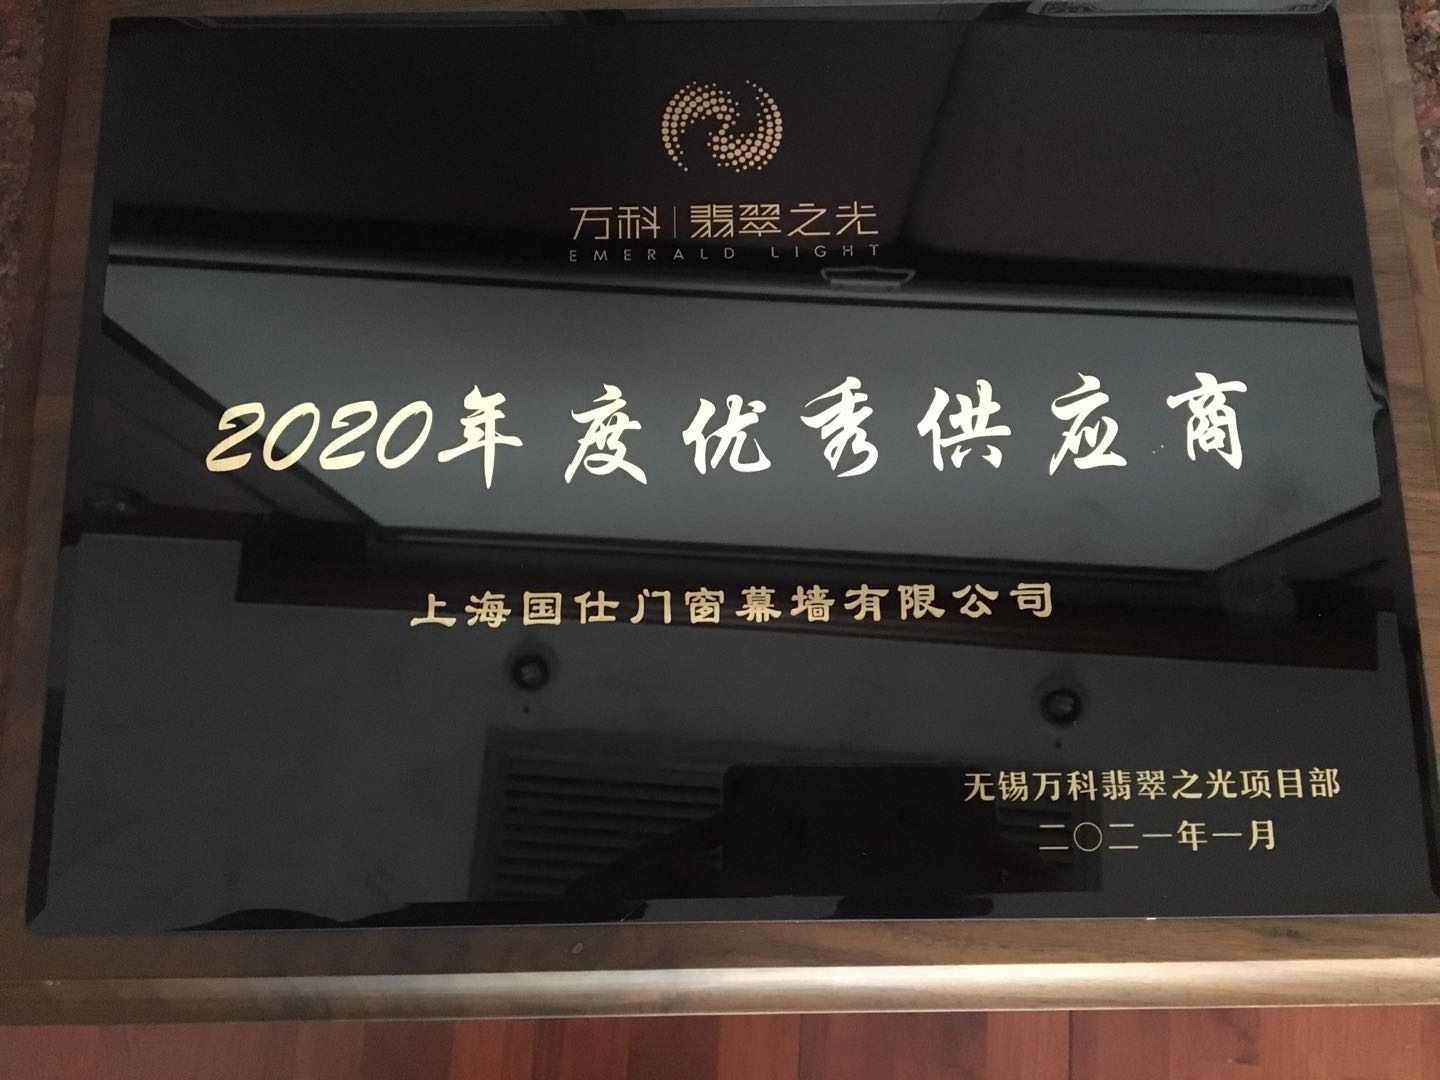 万科|翡翠之光
EMERALD LIGHT
2020年度优秀供应商
上海国仕门窗幕墙有限公司
无锡万科翡翠之光项目部
二〇二一年一月